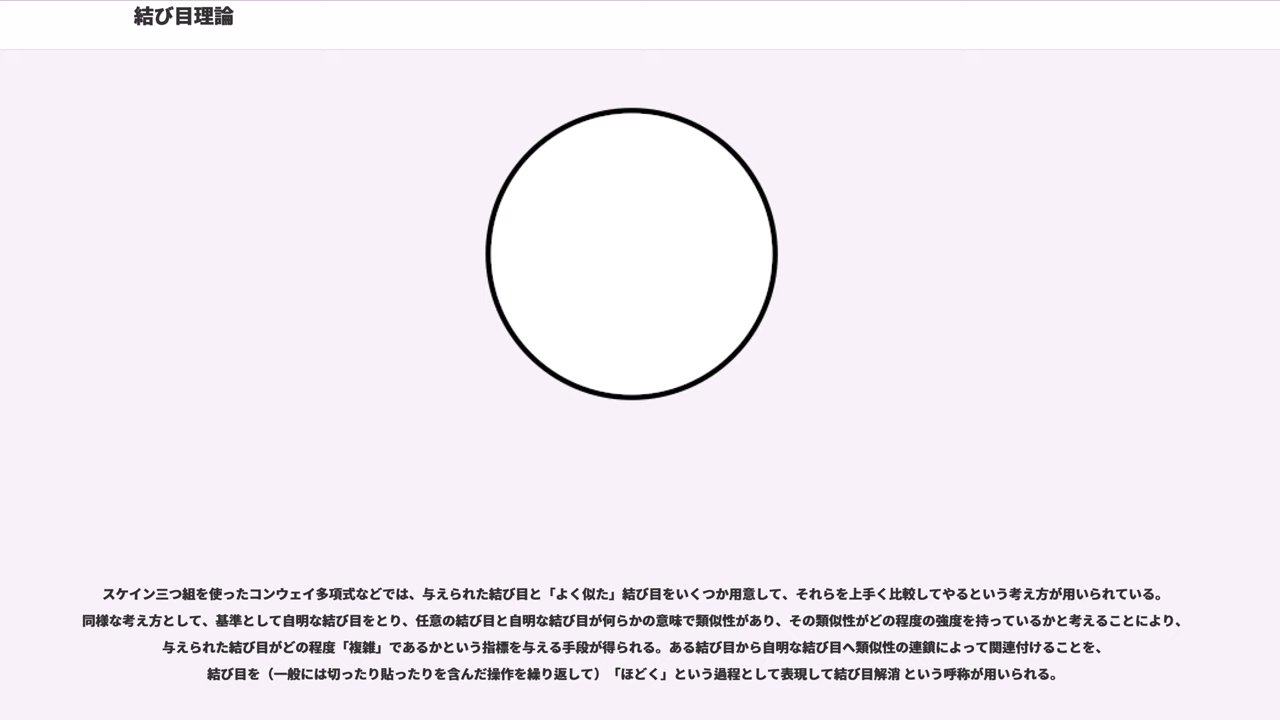 結び目理論
スケイン三つ組を使ったコンウェイ多項式などでは、与えられた結び目と「よく似た」結び目をいくつか用意して、それらを上手く比較してやるという考え方が用いられている。
同様な考え方として、基準として自明な結び目をとり、任意の結び目と自明な結び目が何らかの意味で類似性があり、その類似性がどの程度の強度を持っているかと考えることにより、
与えられた結び目がどの程度「複雑」であるかという指標を与える手段が得られる。ある結び目から自明な結び目へ類似性の連鎖によって関連付けることを、
結び目を（一般には切ったり貼ったりを含んだ操作を繰り返して）「ほどく」という過程として表現して結び目解消 という呼称が用いられる。